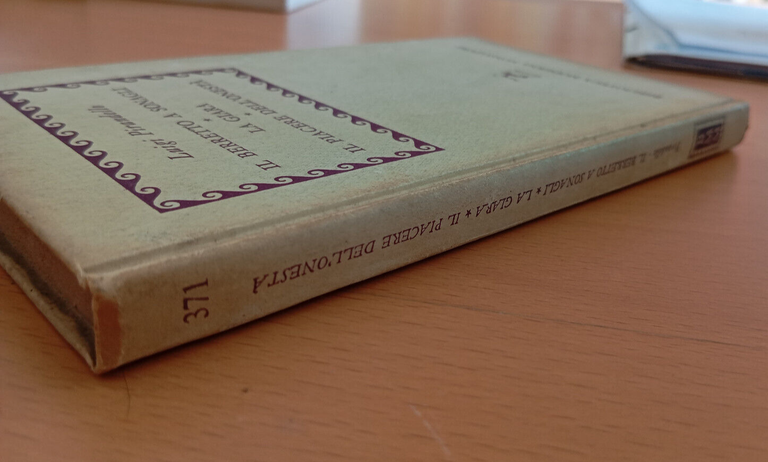 Luigi Pirandello
IL BERRETTO A SONAGLI
★
LA GIARA
★
IL PIACERE DELL'ONESTÀ
Pirandello IL BERRETTO A SONAGLI ★ LA GIARA ★ IL PIACERE DELL'ONESTÀ
371